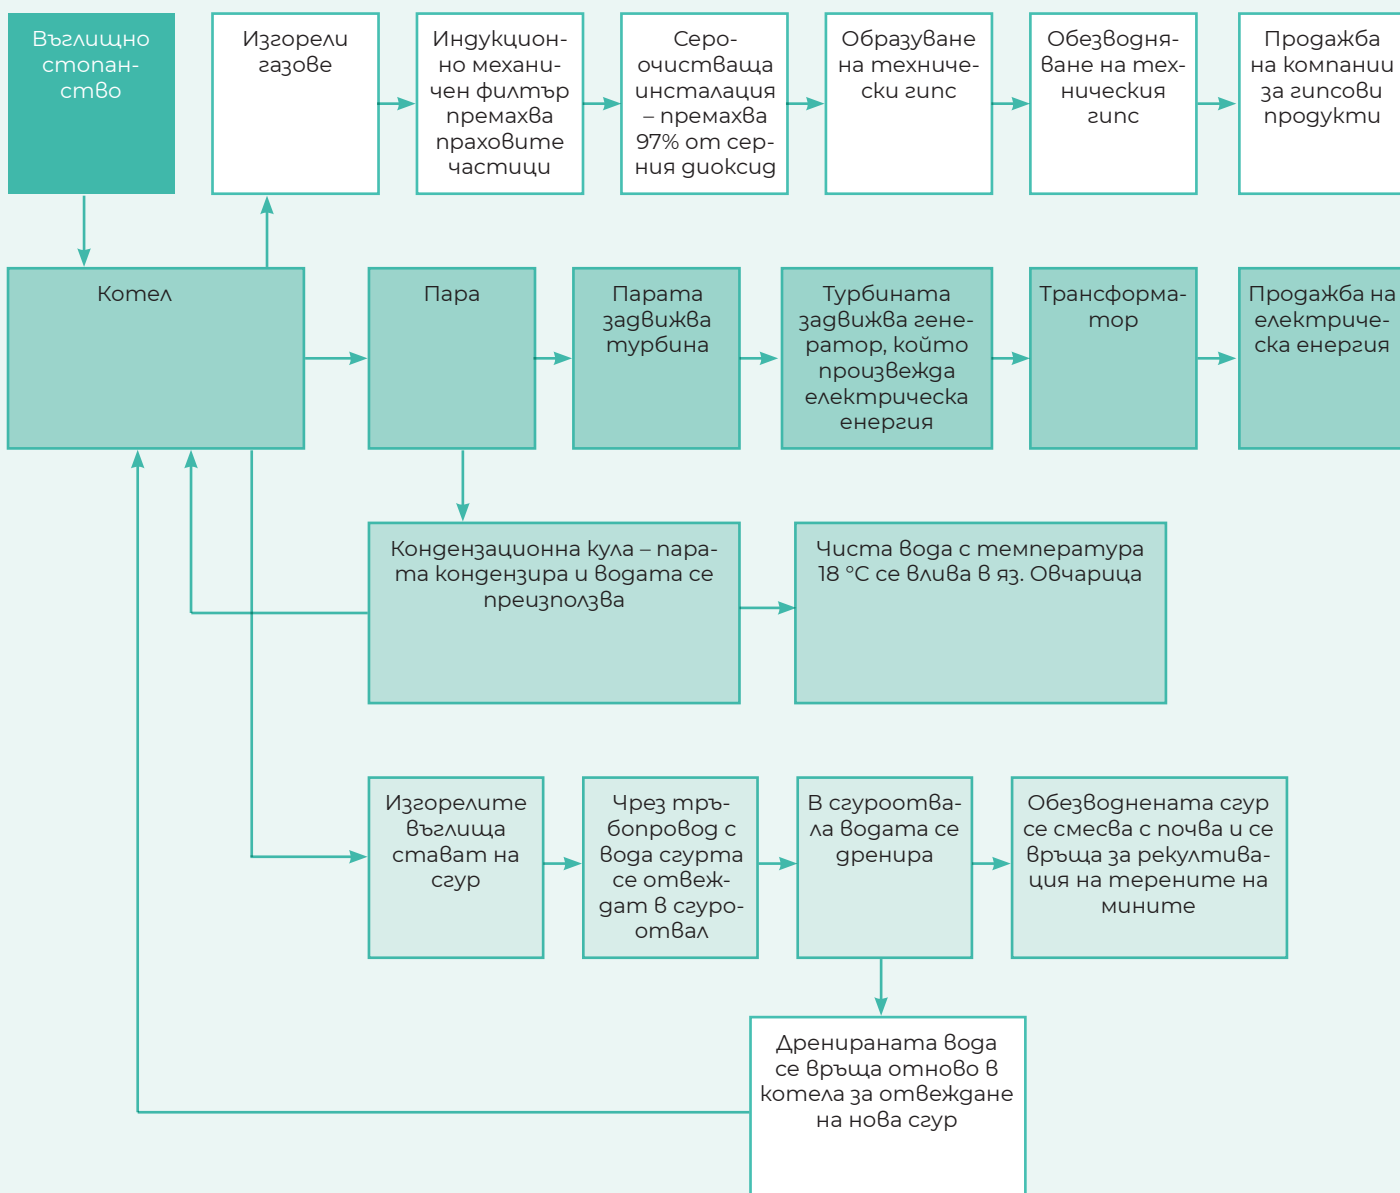 Въглищно
стопан-
ство
Изгорели
газове
Индукцион-
но механи-
чен филтър
премахва
праховите
частици
Серо-
очистваща
инсталация
– премахва
97% от сер-
ния диоксид
Образуване
на техниче-
ски гипс
Обезводня-
ване на тех-
ническия
гипс
Продажба
на компании
за гипсови
продукти
Котел
Пара
Парата
задвижва
турбина
Турбината
задвижва гене-
ратор, който
произвежда
електрическа
енергия
Трансформа-
тор
Продажба на
електриче-
ска енергия
Кондензационна кула – пара-
та кондензира и водата се
преизползва
Чиста вода с температура
18 °C се влива в яз. Овчарица
Изгорелите
въглища
стават на
сгур
Чрез тръ-
бопровод с
вода сгурта
се отвеж-
дат в сгуро-
отвал
В сгуроотва-
ла водата се
дренира
Обезводнената сгур
се смесва с почва и се
връща за рекултива-
ция на терените на
мините
Дренираната вода
се връща отново в
котела за отвеждане
на нова сгур